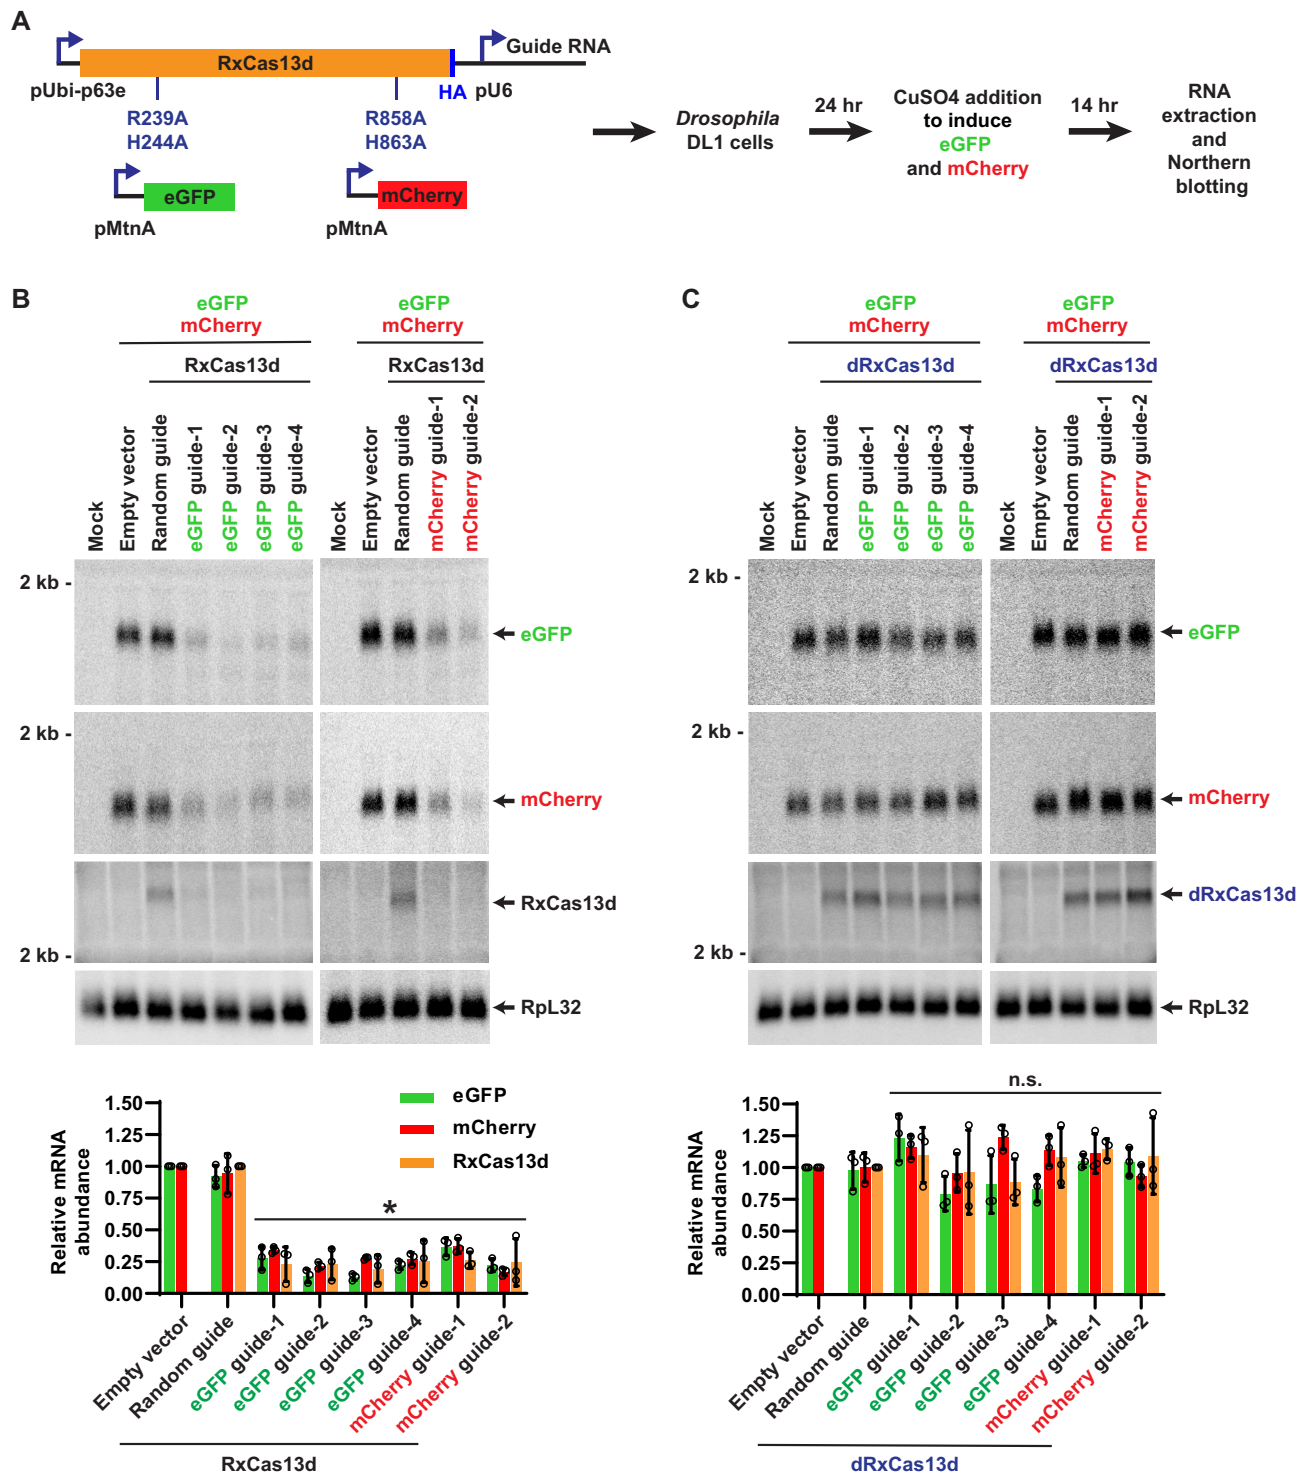 A
RxCas13d
Guide RNA
pUbi-p63e
HA
pU6
R239A
H244A
R858A
H863A
eGFP
pMtnA
mCherry
pMtnA
Drosophila
DL1 cells
24 hr
CuSO4 addition
to induce
eGFP
and mCherry
14 hr
RNA
extraction
and
Northern
blotting
B
eGFP
mCherry
RxCas13d
Mock
Empty vector
Random guide
eGFP guide-1
eGFP guide-2
eGFP guide-3
eGFP guide-4
eGFP
mCherry
RxCas13d
Mock
Empty vector
Random guide
mCherry guide-1
mCherry guide-2
2 kb -
eGFP
2 kb -
mCherry
RxCas13d
2 kb -
RpL32
Relative mRNA
abundance
1.50
1.25
1.00
0.75
0.50
0.25
0.00
eGFP
mCherry
RxCas13d
*
Empty vector
Random guide
eGFP guide-1
eGFP guide-2
eGFP guide-3
eGFP guide-4
mCherry guide-1
mCherry guide-2
RxCas13d
C
eGFP
mCherry
dRxCas13d
Mock
Empty vector
Random guide
eGFP guide-1
eGFP guide-2
eGFP guide-3
eGFP guide-4
eGFP
mCherry
dRxCas13d
Mock
Empty vector
Random guide
mCherry guide-1
mCherry guide-2
2 kb -
eGFP
2 kb -
mCherry
dRxCas13d
2 kb -
RpL32
Relative mRNA
abundance
1.50
1.25
1.00
0.75
0.50
0.25
0.00
n.s.
Empty vector
Random guide
eGFP guide-1
eGFP guide-2
eGFP guide-3
eGFP guide-4
mCherry guide-1
mCherry guide-2
dRxCas13d